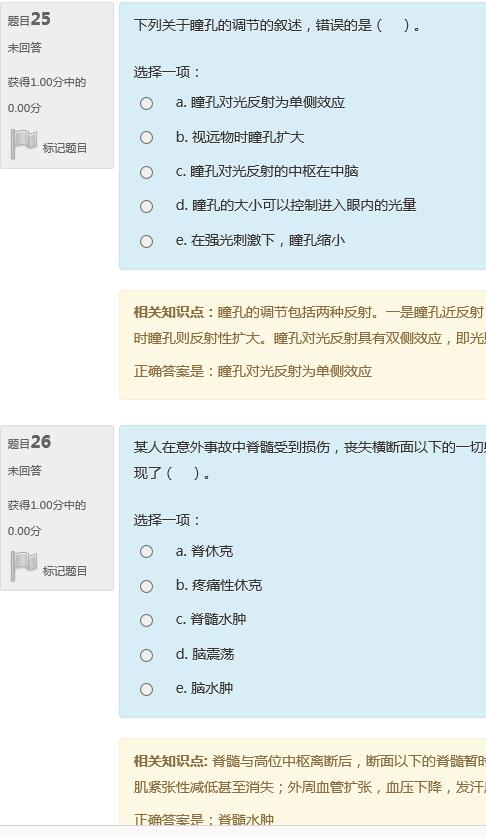 题目25
未回答
获得1.00分中的
0.00分
标记题目
下列关于瞳孔的调节的叙述，错误的是（ ）。
选择一项：
a. 瞳孔对光反射为单侧效应
b. 视远物时瞳孔扩大
c. 瞳孔对光反射的中枢在中脑
d. 瞳孔的大小可以控制进入眼内的光量
e. 在强光刺激下，瞳孔缩小
相关知识点：瞳孔的调节包括两种反射。一是瞳孔近反射
时瞳孔则反射性扩大。瞳孔对光反射具有双侧效应，即光
正确答案是：瞳孔对光反射为单侧效应
题目26
未回答
获得1.00分中的
0.00分
标记题目
某人在意外事故中脊髓受到损伤，丧失横断面以下的一切
现了（ ）。
选择一项：
a. 脊休克
b. 疼痛性休克
c. 脊髓水肿
d. 脑震荡
e. 脑水肿
相关知识点: 脊髓与高位中枢离断后，断面以下的脊髓暂时
肌紧张性减低甚至消失；外周血管扩张，血压下降，发汗
正确答案是：脊髓水肿